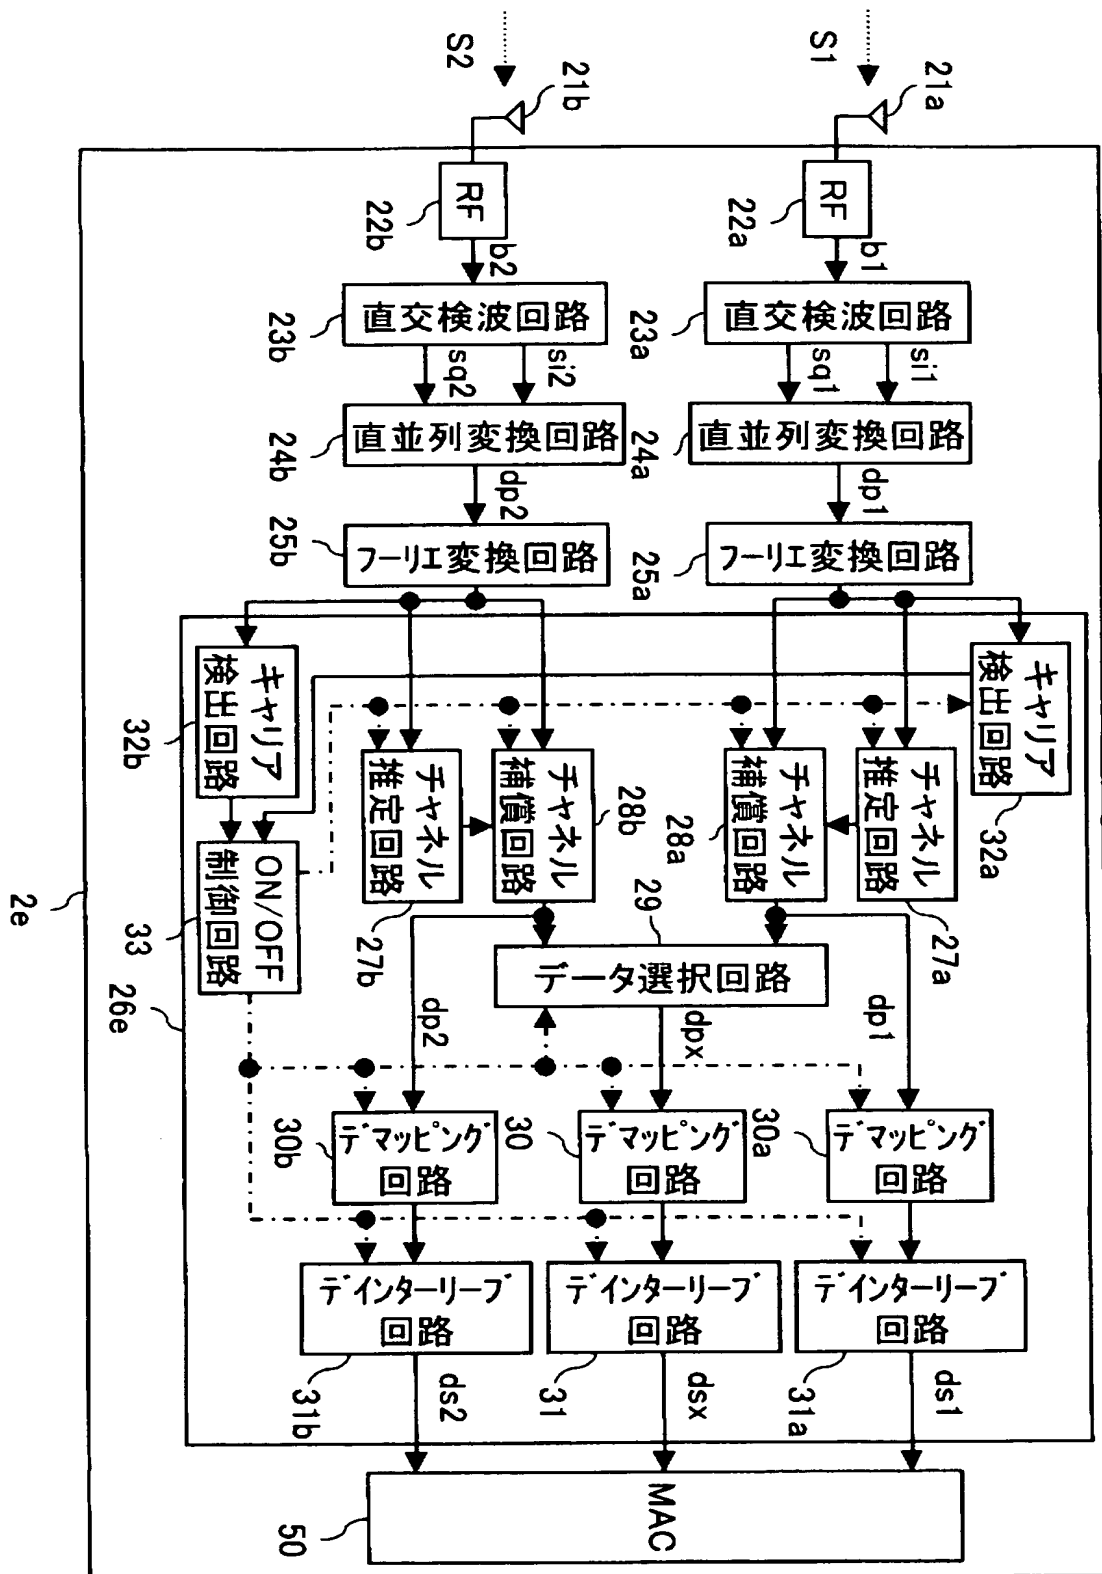 S1
21a
RF
22a
b1
直交検波回路
23a
si1
sq1
直並列変換回路
24a
dp1
フーリエ変換回路
25a
S2
21b
RF
22b
b2
直交検波回路
23b
si2
sq2
直並列変換回路
24b
dp2
フーリエ変換回路
25b
キャリア
検出回路
32a
チャネル
推定回路
27a
チャネル
補償回路
28a
チャネル
補償回路
28b
チャネル
推定回路
27b
キャリア
検出回路
32b
ON/OFF
制御回路
33
29
データ選択回路
dp1
dpx
dp2
デマッピング
回路
30a
デマッピング
回路
30
デマッピング
回路
30b
デインターリーブ
回路
31a
デインターリーブ
回路
31
デインターリーブ
回路
31b
ds1
dsx
ds2
MAC
50
26e
2e